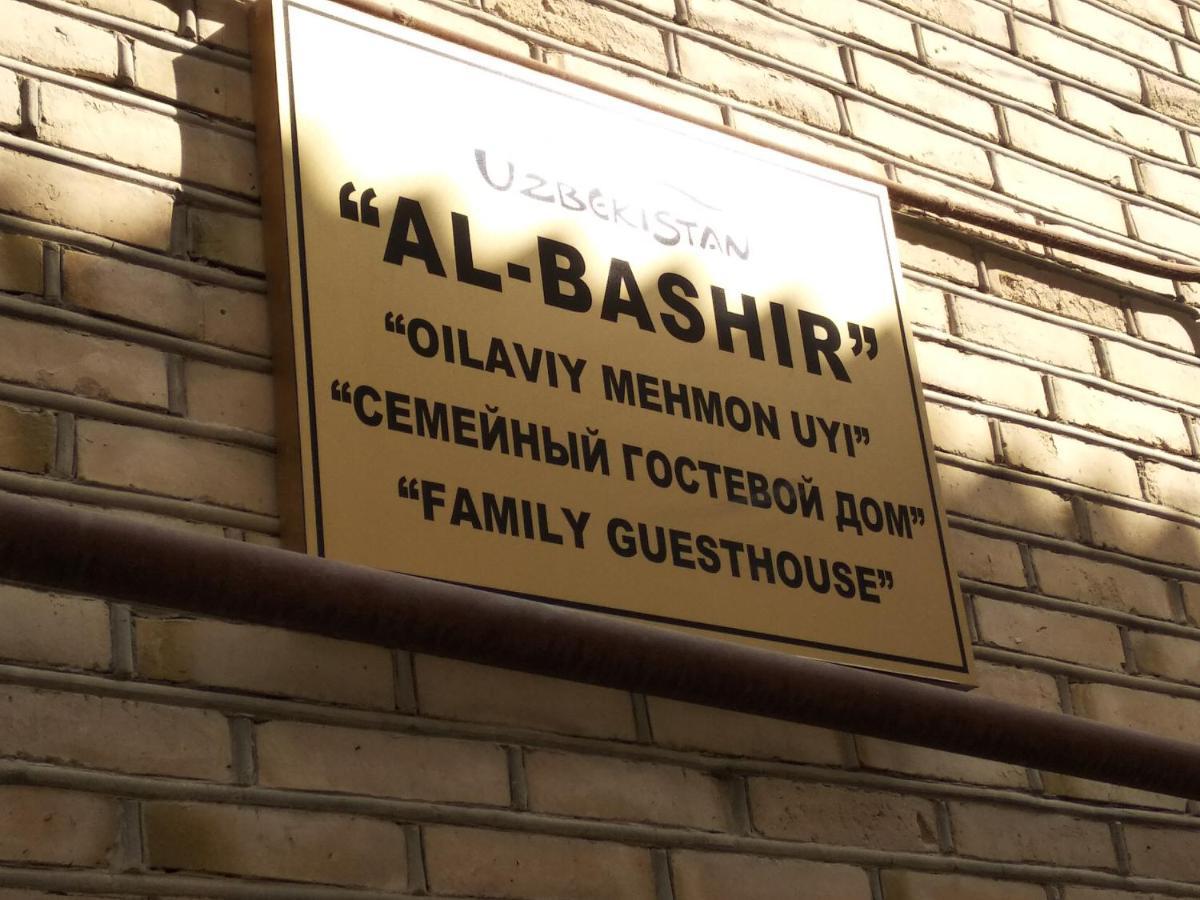 UZBEKISTAN
“AL-BASHIR”
“OILAVIY MEHMON UYI”
“СЕМЕЙНЫЙ ГОСТЕВОЙ ДОМ”
“FAMILY GUESTHOUSE”